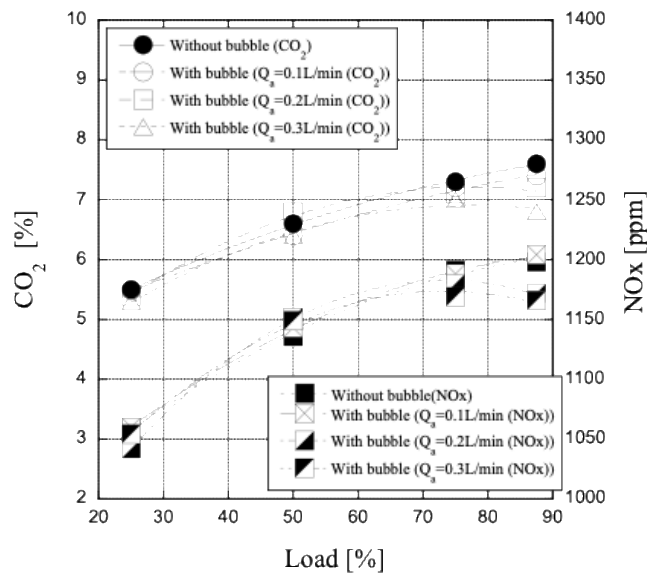 10
9
8
7
6
5
4
3
2
CO2 [%]
1400
1350
1300
1250
1200
1150
1100
1050
1000
NOx [ppm]
Without bubble (CO2)
With bubble (Qa=0.1L/min (CO2))
With bubble (Qa=0.2L/min (CO2))
With bubble (Qa=0.3L/min (CO2))
Without bubble(NOx)
With bubble (Qa=0.1L/min (NOx))
With bubble (Qa=0.2L/min (NOx))
With bubble (Qa=0.3L/min (NOx))
20 30 40 50 60 70 80 90
Load [%]